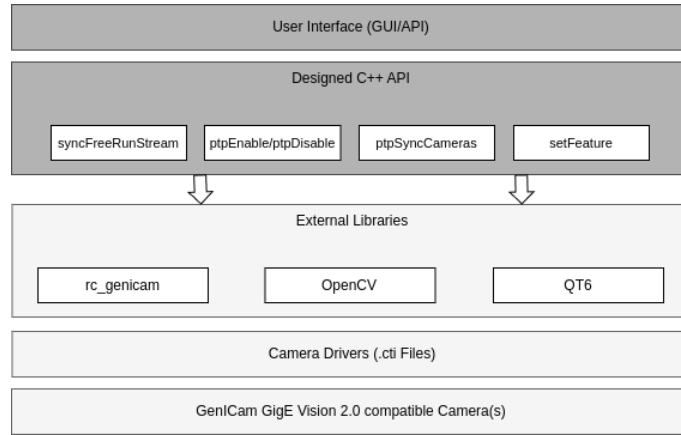 User Interface (GUI/API)
Designed C++ API
syncFreeRunStream ptpEnable/ptpDisable ptpSyncCameras setFeature
External Libraries
rc_genicam OpenCV QT6
Camera Drivers (.cti Files)
GenICam GigE Vision 2.0 compatible Camera(s)